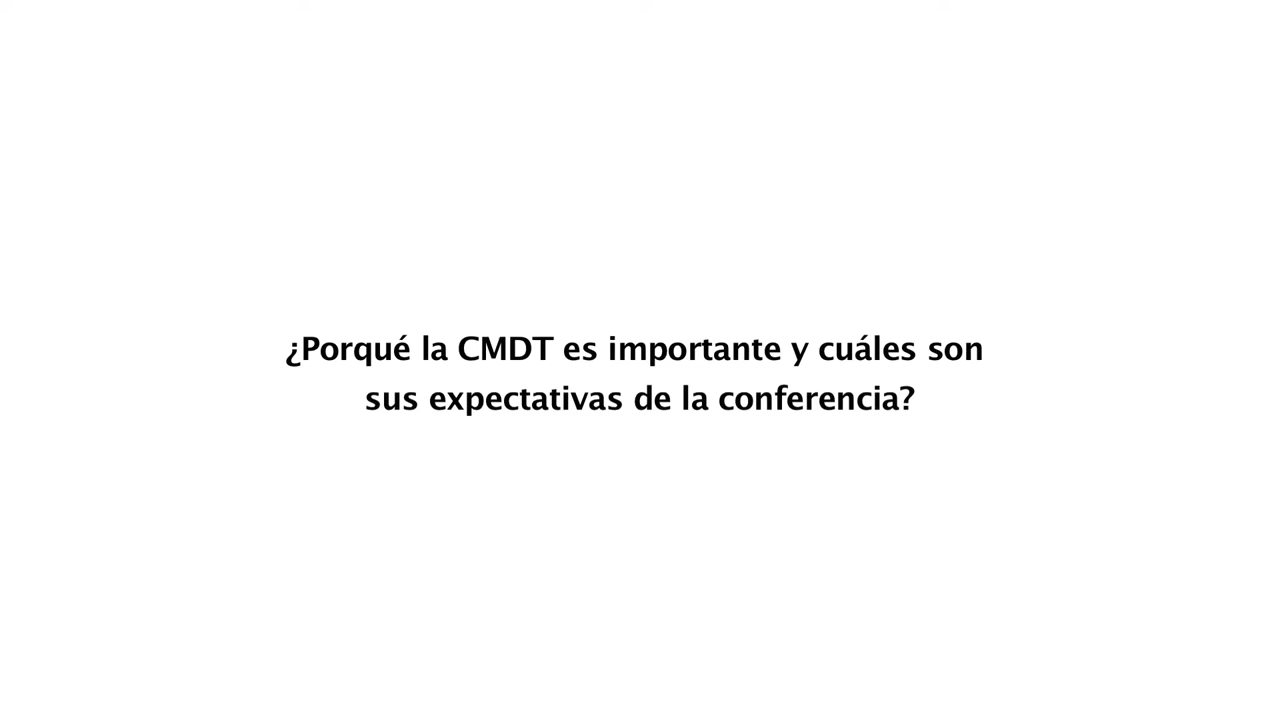 ¿Porqué la CMDT es importante y cuáles son
sus expectativas de la conferencia?